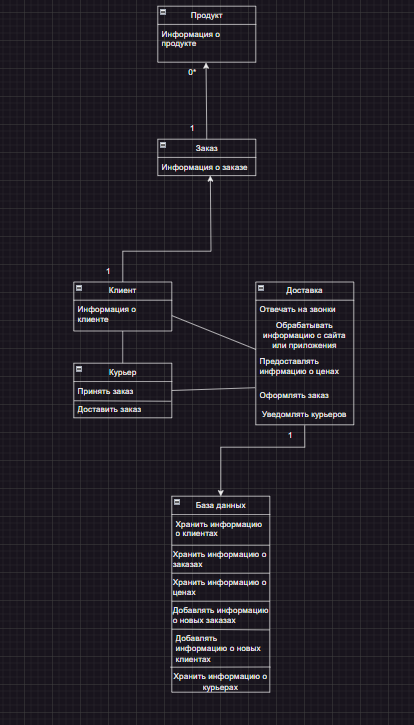 Продукт
Информация о
продукте
0*
1
Заказ
Информация о заказе
1
Клиент
Информация о
клиенте
Доставка
Отвечать на звонки
Обрабатывать
информацию с сайта
или приложения
Предоставлять
инфрмацию о ценах
Оформлять заказ
Уведомлять курьеров
Курьер
Принять заказ
Доставить заказ
1
База данных
Хранить информацию
о клиентах
Хранить информацию о
заказах
Хранить информацию о
ценах
Добавлять информацию
о новых заказах
Добавлять
информацию о новых
клиентах
Хранить информацию о
курьерах